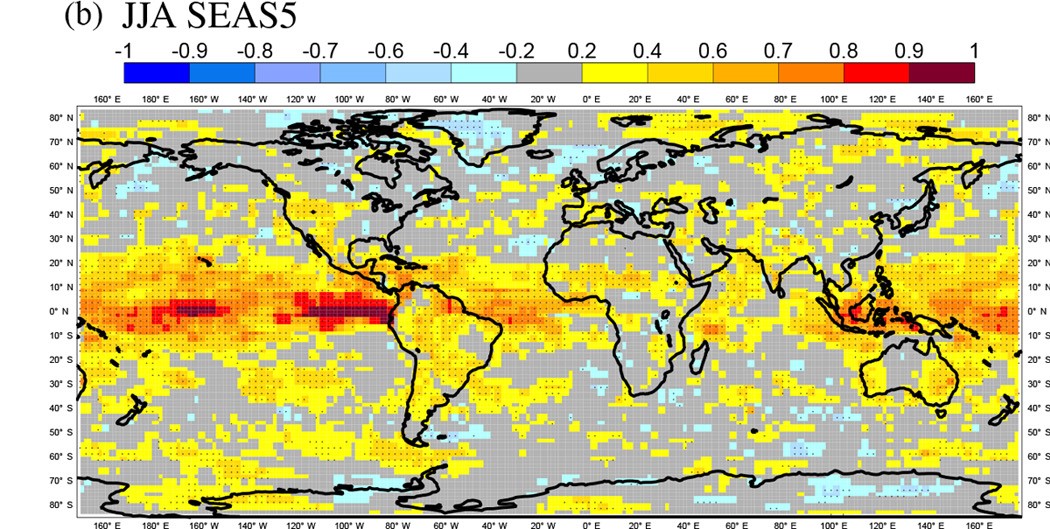 (b) JJA SEAS5
-1 -0.9 -0.8 -0.7 -0.6 -0.4 -0.2 0.2 0.4 0.6 0.7 0.8 0.9 1
160° E 180° E 160° W 140° W 120° W 100° W 80° W 60° W 40° W 20° W 0° E 20° E 40° E 60° E 80° E 100° E 120° E 140° E 160° E
80° N 80° N
70° N 70° N
60° N 60° N
50° N 50° N
40° N 40° N
30° N 30° N
20° N 20° N
10° N 10° N
0° N 0° N
10° S 10° S
20° S 20° S
30° S 30° S
40° S 40° S
50° S 50° S
60° S 60° S
70° S 70° S
80° S 80° S
160° E 180° E 160° W 140° W 120° W 100° W 80° W 60° W 40° W 20° W 0° E 20° E 40° E 60° E 80° E 100° E 120° E 140° E 160° E